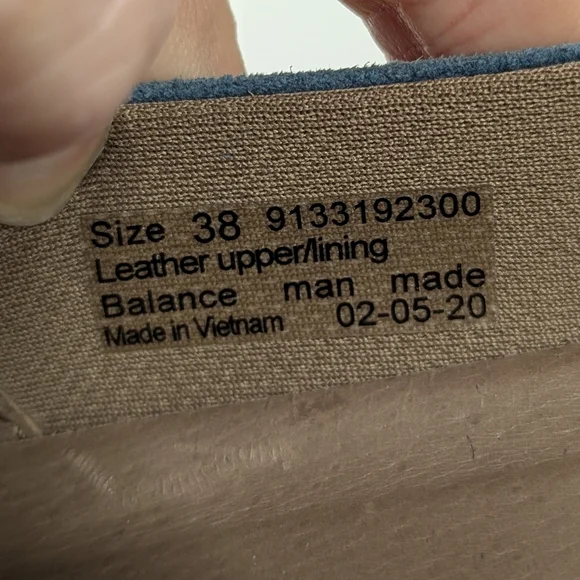 Size 38 9133192300
Leather upper/lining
Balance man made
Made in Vietnam 02-05-20